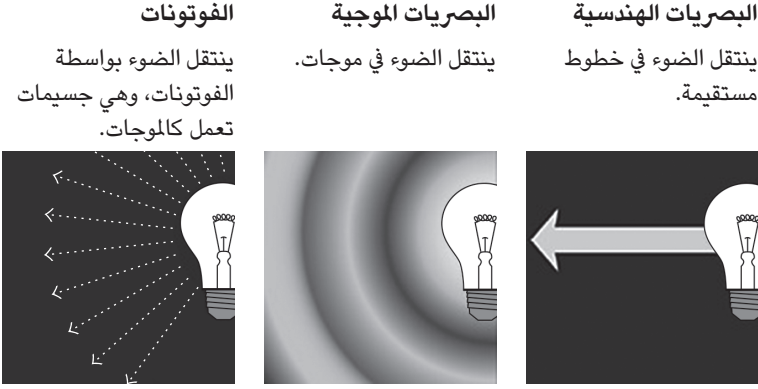 البصريات الهندسية
ينتقل الضوء في خطوط
مستقيمة.
البصريات الموجية
ينتقل الضوء في موجات.
الفوتونات
ينتقل الضوء بواسطة
الفوتونات، وهي جسيمات
تعمل كالموجات.